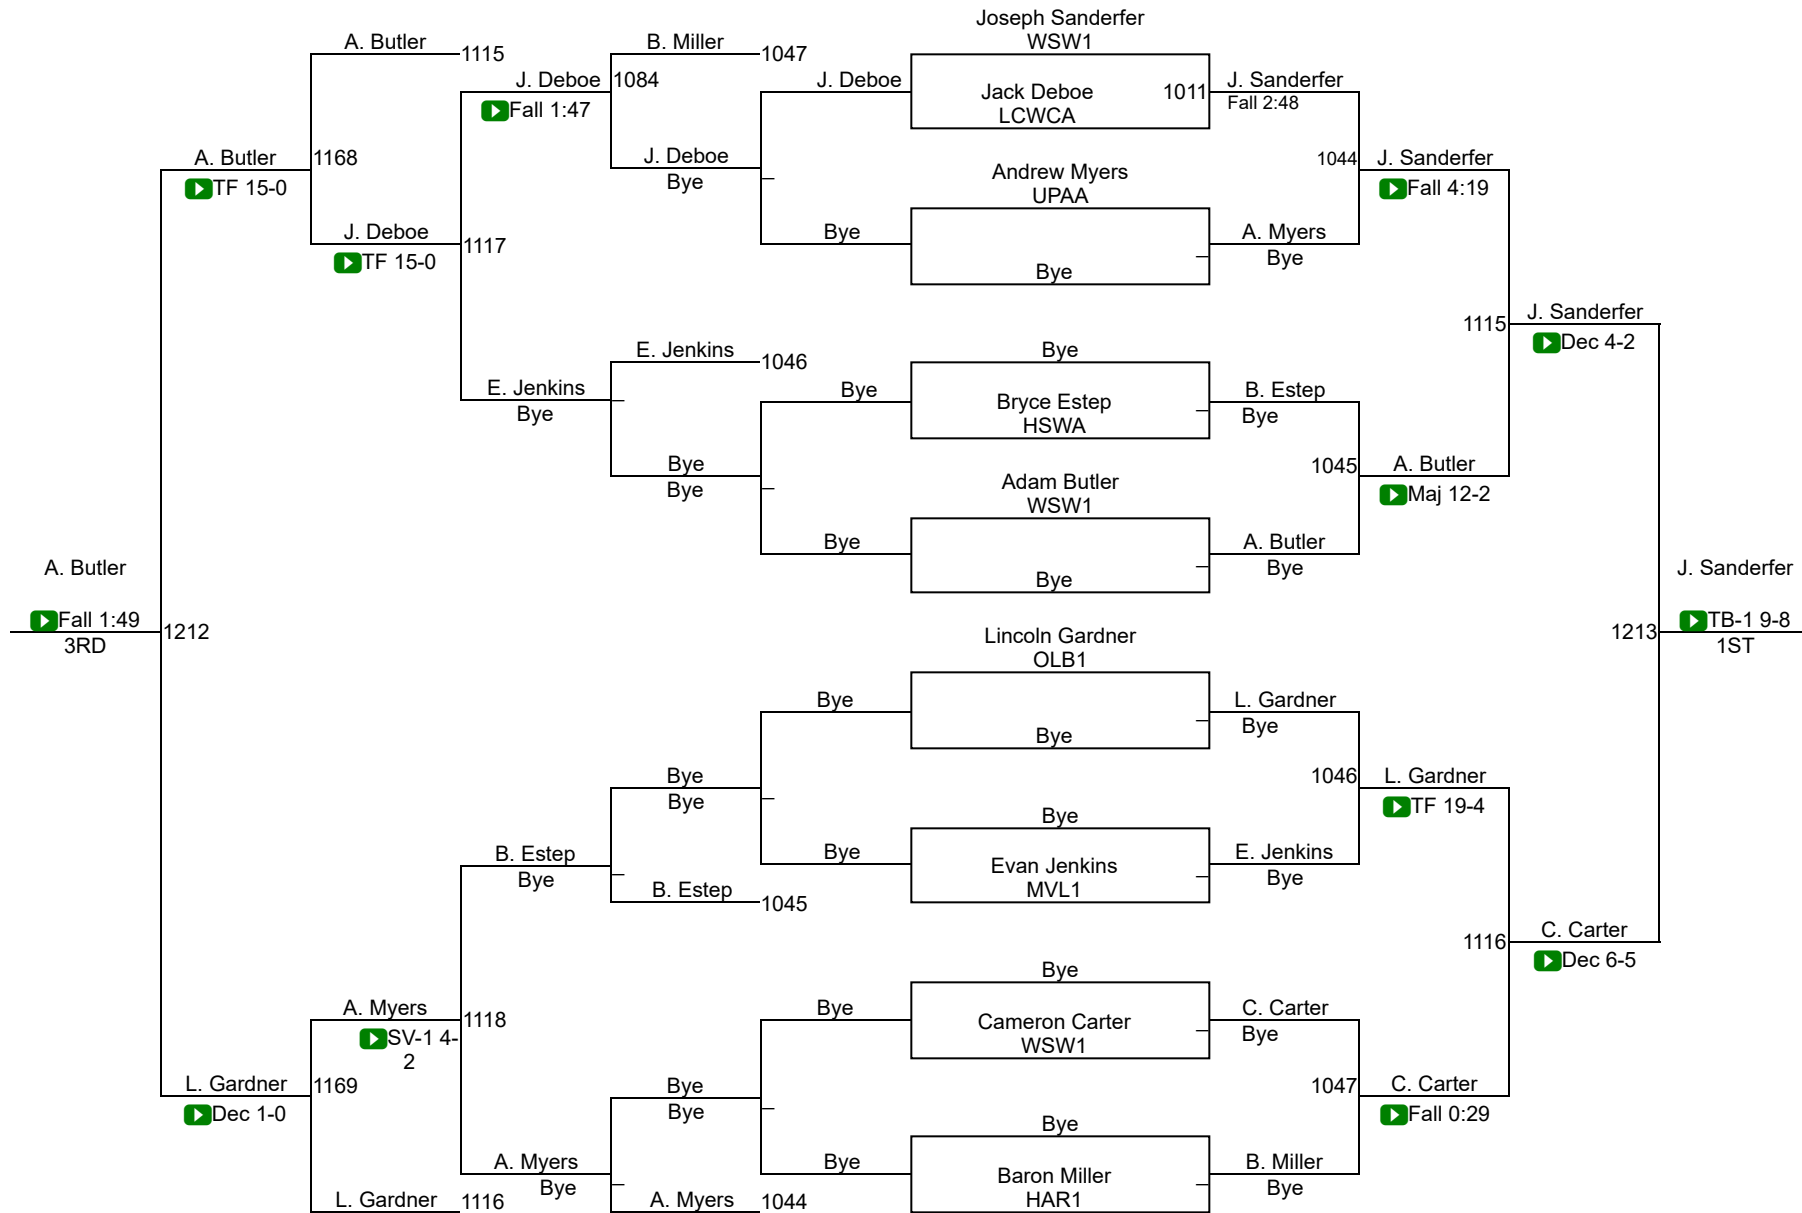 Joseph Sanderfer
WSW1
A. Butler
1115
B. Miller
1047
J. Deboe
Fall 1:47
1084
J. Deboe
Jack Deboe
LCWCA
1011
J. Sanderfer
Fall 2:48
A. Butler
TF 15-0
1168
J. Deboe
Bye
Andrew Myers
UPAA
1044
J. Sanderfer
Fall 4:19
J. Deboe
TF 15-0
1117
Bye
Bye
A. Myers
Bye
1115
J. Sanderfer
Dec 4-2
E. Jenkins
1046
Bye
E. Jenkins
Bye
Bye
Bryce Estep
HSWA
B. Estep
Bye
Bye
Bye
Adam Butler
WSW1
1045
A. Butler
Maj 12-2
Bye
Bye
A. Butler
Bye
A. Butler
Fall 1:49
3RD
1212
J. Sanderfer
1213
TB-1 9-8
1ST
Lincoln Gardner
OLB1
Bye
Bye
L. Gardner
Bye
Bye
Bye
1046
L. Gardner
TF 19-4
Bye
B. Estep
Bye
Bye
Evan Jenkins
MVL1
E. Jenkins
Bye
B. Estep
1045
1116
C. Carter
Dec 6-5
Bye
A. Myers
SV-1 4-
2
1118
Bye
Cameron Carter
WSW1
C. Carter
Bye
L. Gardner
Dec 1-0
1169
Bye
Bye
1047
C. Carter
Fall 0:29
Bye
A. Myers
Bye
Bye
Baron Miller
HAR1
B. Miller
Bye
L. Gardner
1116
A. Myers
1044